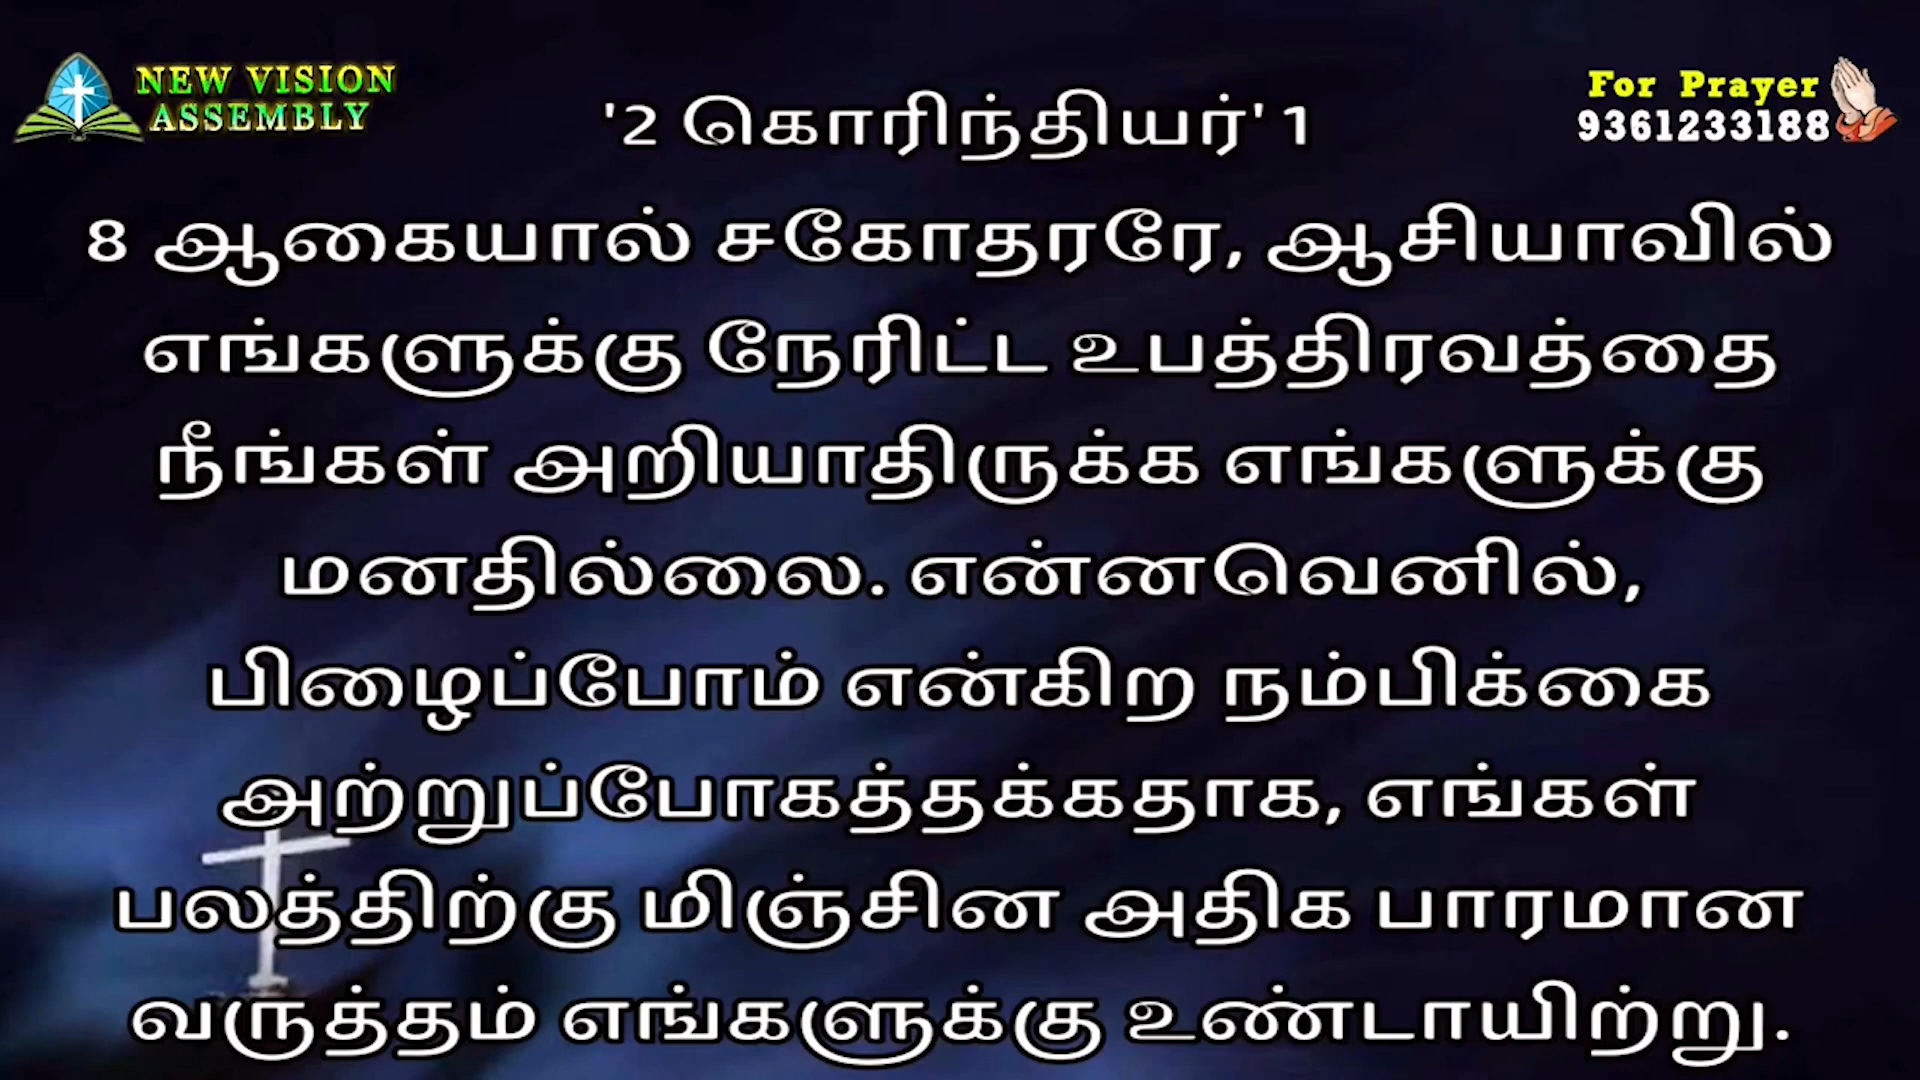 NEW VISION
ASSEMBLY
For Prayer
9361233188
'2 கொரிந்தியர்' 1
8 ஆகையால் சகோதரரே, ஆசியாவில்
எங்களுக்கு நேரிட்ட உபத்திரவத்தை
நீங்கள் அறியாதிருக்க எங்களுக்கு
மனதில்லை. என்னவெனில்,
பிழைப்போம் என்கிற நம்பிக்கை
அற்றுப்போகத்தக்கதாக, எங்கள்
பலத்திற்கு மிஞ்சின அதிக பாரமான
வருத்தம் எங்களுக்கு உண்டாயிற்று.